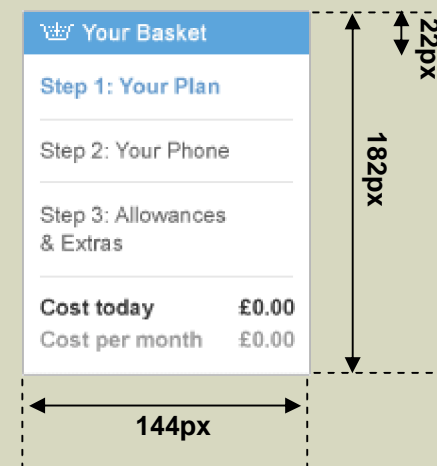 Your Basket
Step 1: Your Plan
Step 2: Your Phone
Step 3: Allowances
& Extras
Cost today £0.00
Cost per month £0.00
144px
182px
22px